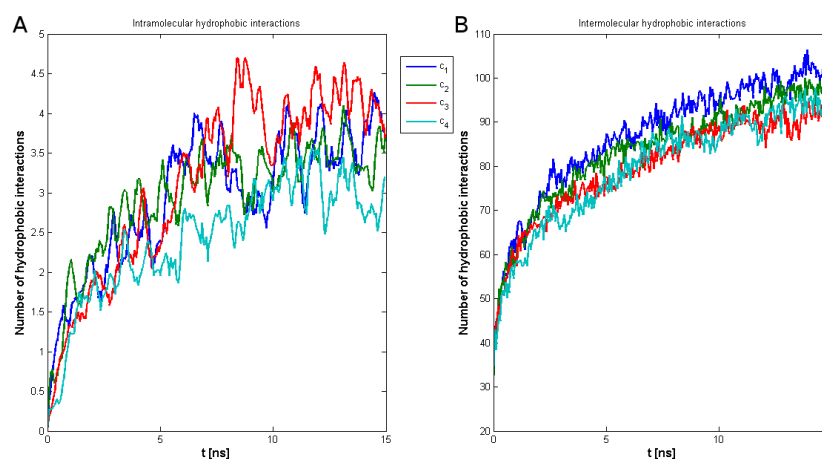 A
Intramolecular hydrophobic interactions
Number of hydrophobic interactions
5
4.5
4
3.5
3
2.5
2
1.5
1
0.5
0
0
5
10
15
t [ns]
c1
c2
c3
c4
B
Intermolecular hydrophobic interactions
Number of hydrophobic interactions
110
100
90
80
70
60
50
40
30
20
0
5
10
t [ns]